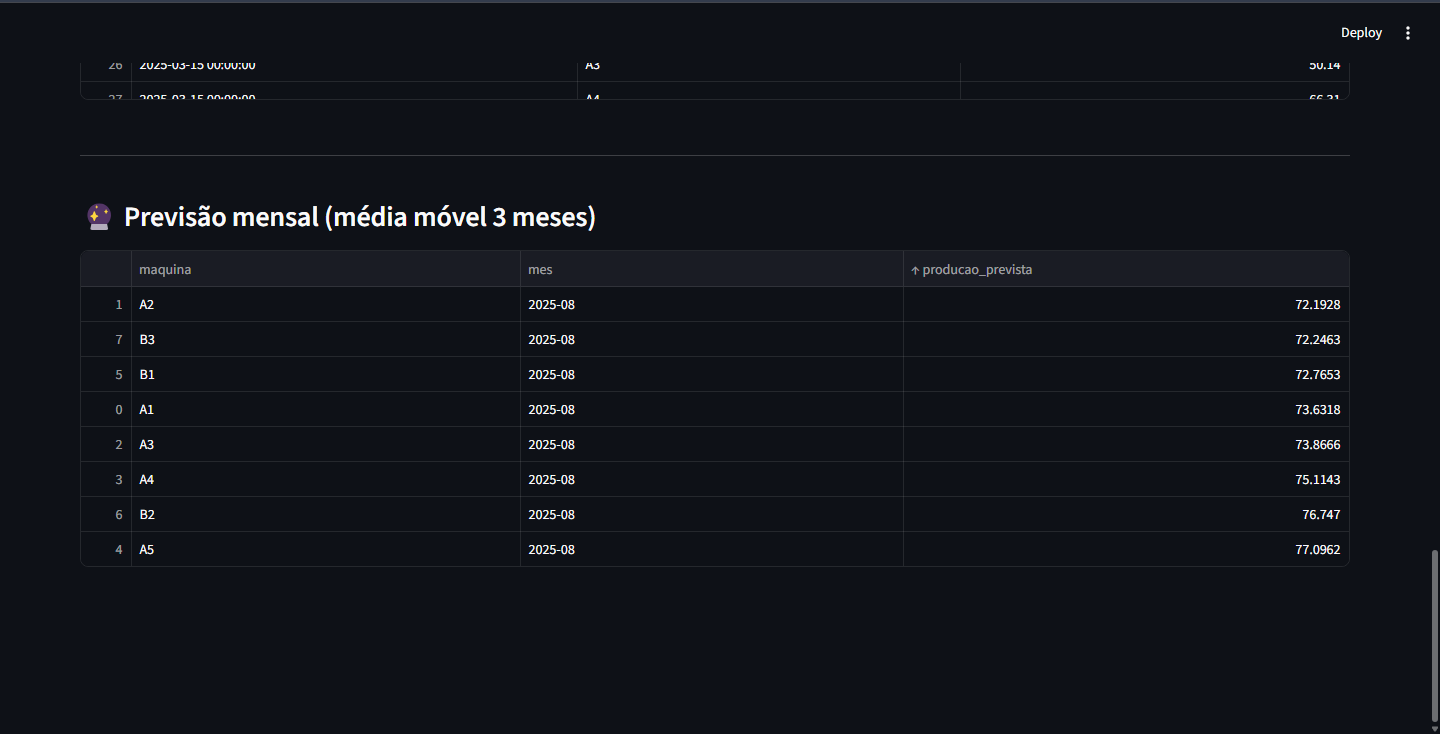 Deploy
26 2025-03-15 00:00:00 A3 50.14
27 2025-03-15 00:00:00 A4 66.31
Previsão mensal (média móvel 3 meses)
maquina mes ↑ producao_prevista
1 A2 2025-08 72.1928
7 B3 2025-08 72.2463
5 B1 2025-08 72.7653
0 A1 2025-08 73.6318
2 A3 2025-08 73.8666
3 A4 2025-08 75.1143
6 B2 2025-08 76.747
4 A5 2025-08 77.0962